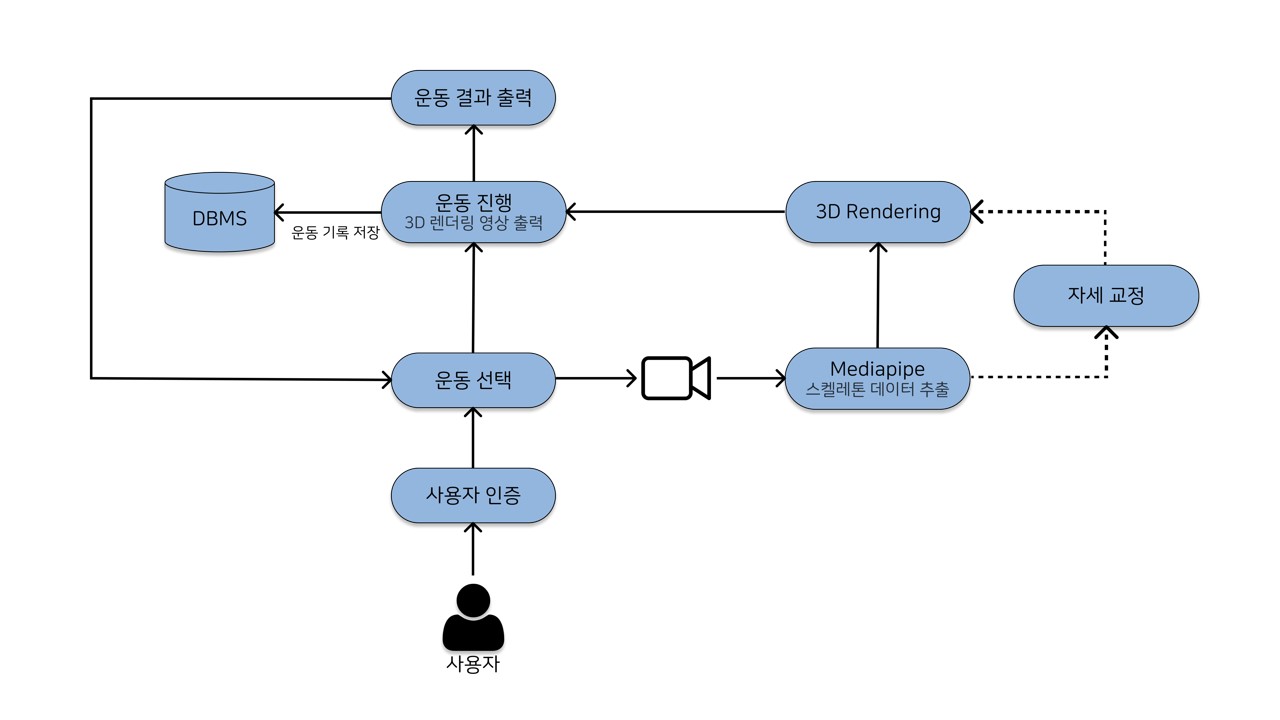 운동 결과 출력
DBMS
운동 기록 저장
운동 진행
3D 렌더링 영상 출력
3D Rendering
자세 교정
운동 선택
Mediapipe
스켈레톤 데이터 추출
사용자 인증
사용자